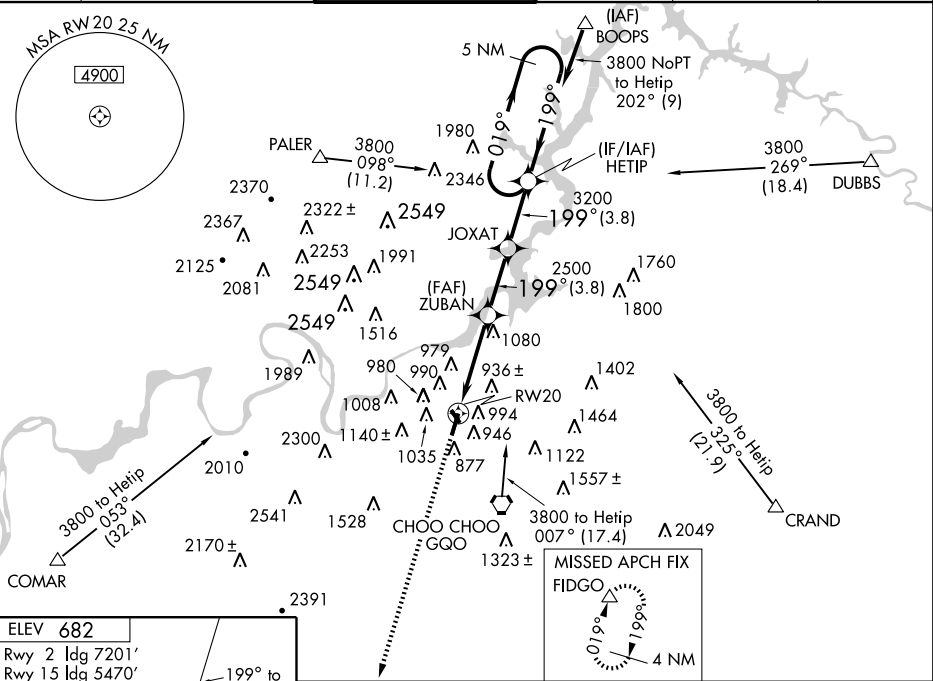 MSA RW20 25 NM
4900
(IAF)
BOOPS
5 NM
3800 NoPT
to Hetip
202° (9)
019°
199°
PALER
3800
098°
(11.2)
1980
2346
(IF/IAF)
HETIP
3800
269°
(18.4)
DUBBS
2370
2367
2322 ±
2549
3200
199° (3.8)
JOXAT
2125
2253
1991
2081
2549
2500
199° (3.8)
1760
(FAF)
ZUBAN
1800
2549
1516
1080
1989
979
980
990
936 ±
1402
1008
RW20
994
1464
3800 to Hetip
325°
(21.9)
1140 ±
946
2300
1035
877
1122
2010
1557 ±
3800 to Hetip
053°
(32.4)
2541
1528
CHOO CHOO
GQO
3800 to Hetip
007° (17.4)
CRAND
2049
2170 ±
1323 ±
COMAR
MISSED APCH FIX
FIDGO
019°
199°
4 NM
2391
ELEV 682
Rwy 2 ldg 7201'
Rwy 15 ldg 5470'
199° to